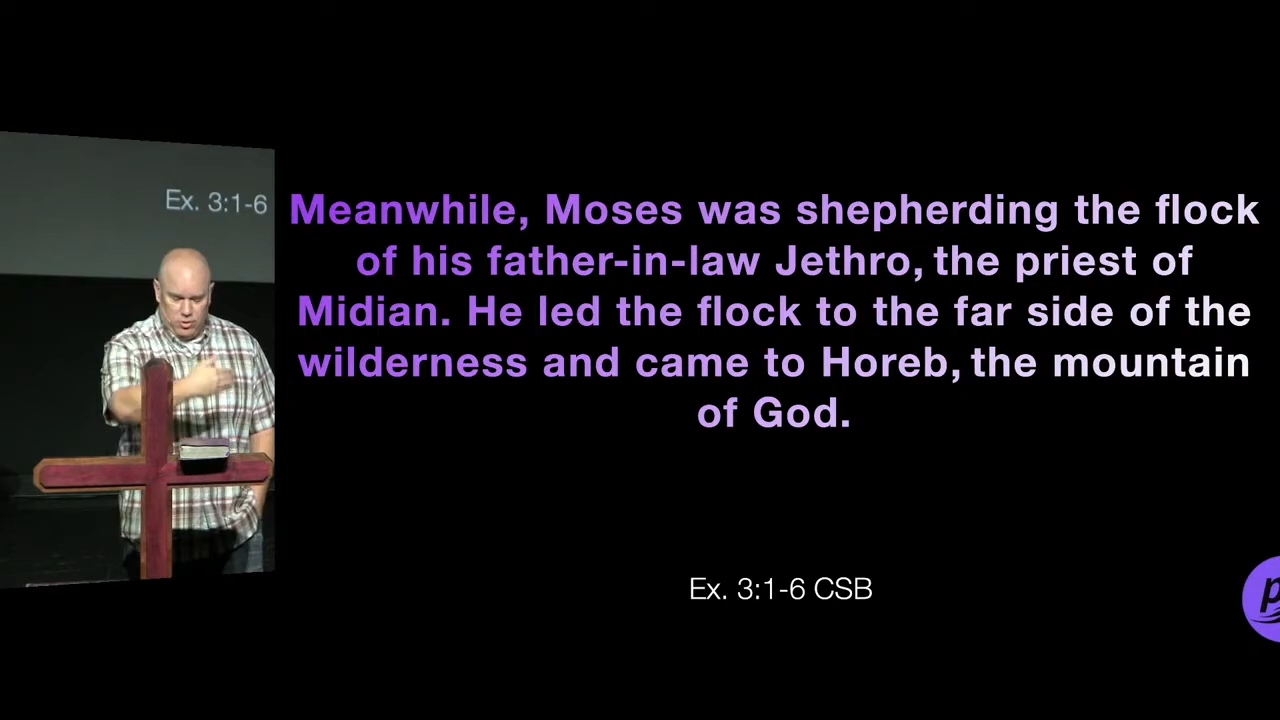 Ex. 3:1-6
Meanwhile, Moses was shepherding the flock
of his father-in-law Jethro, the priest of
Midian. He led the flock to the far side of the
wilderness and came to Horeb, the mountain
of God.
Ex. 3:1-6 CSB
p